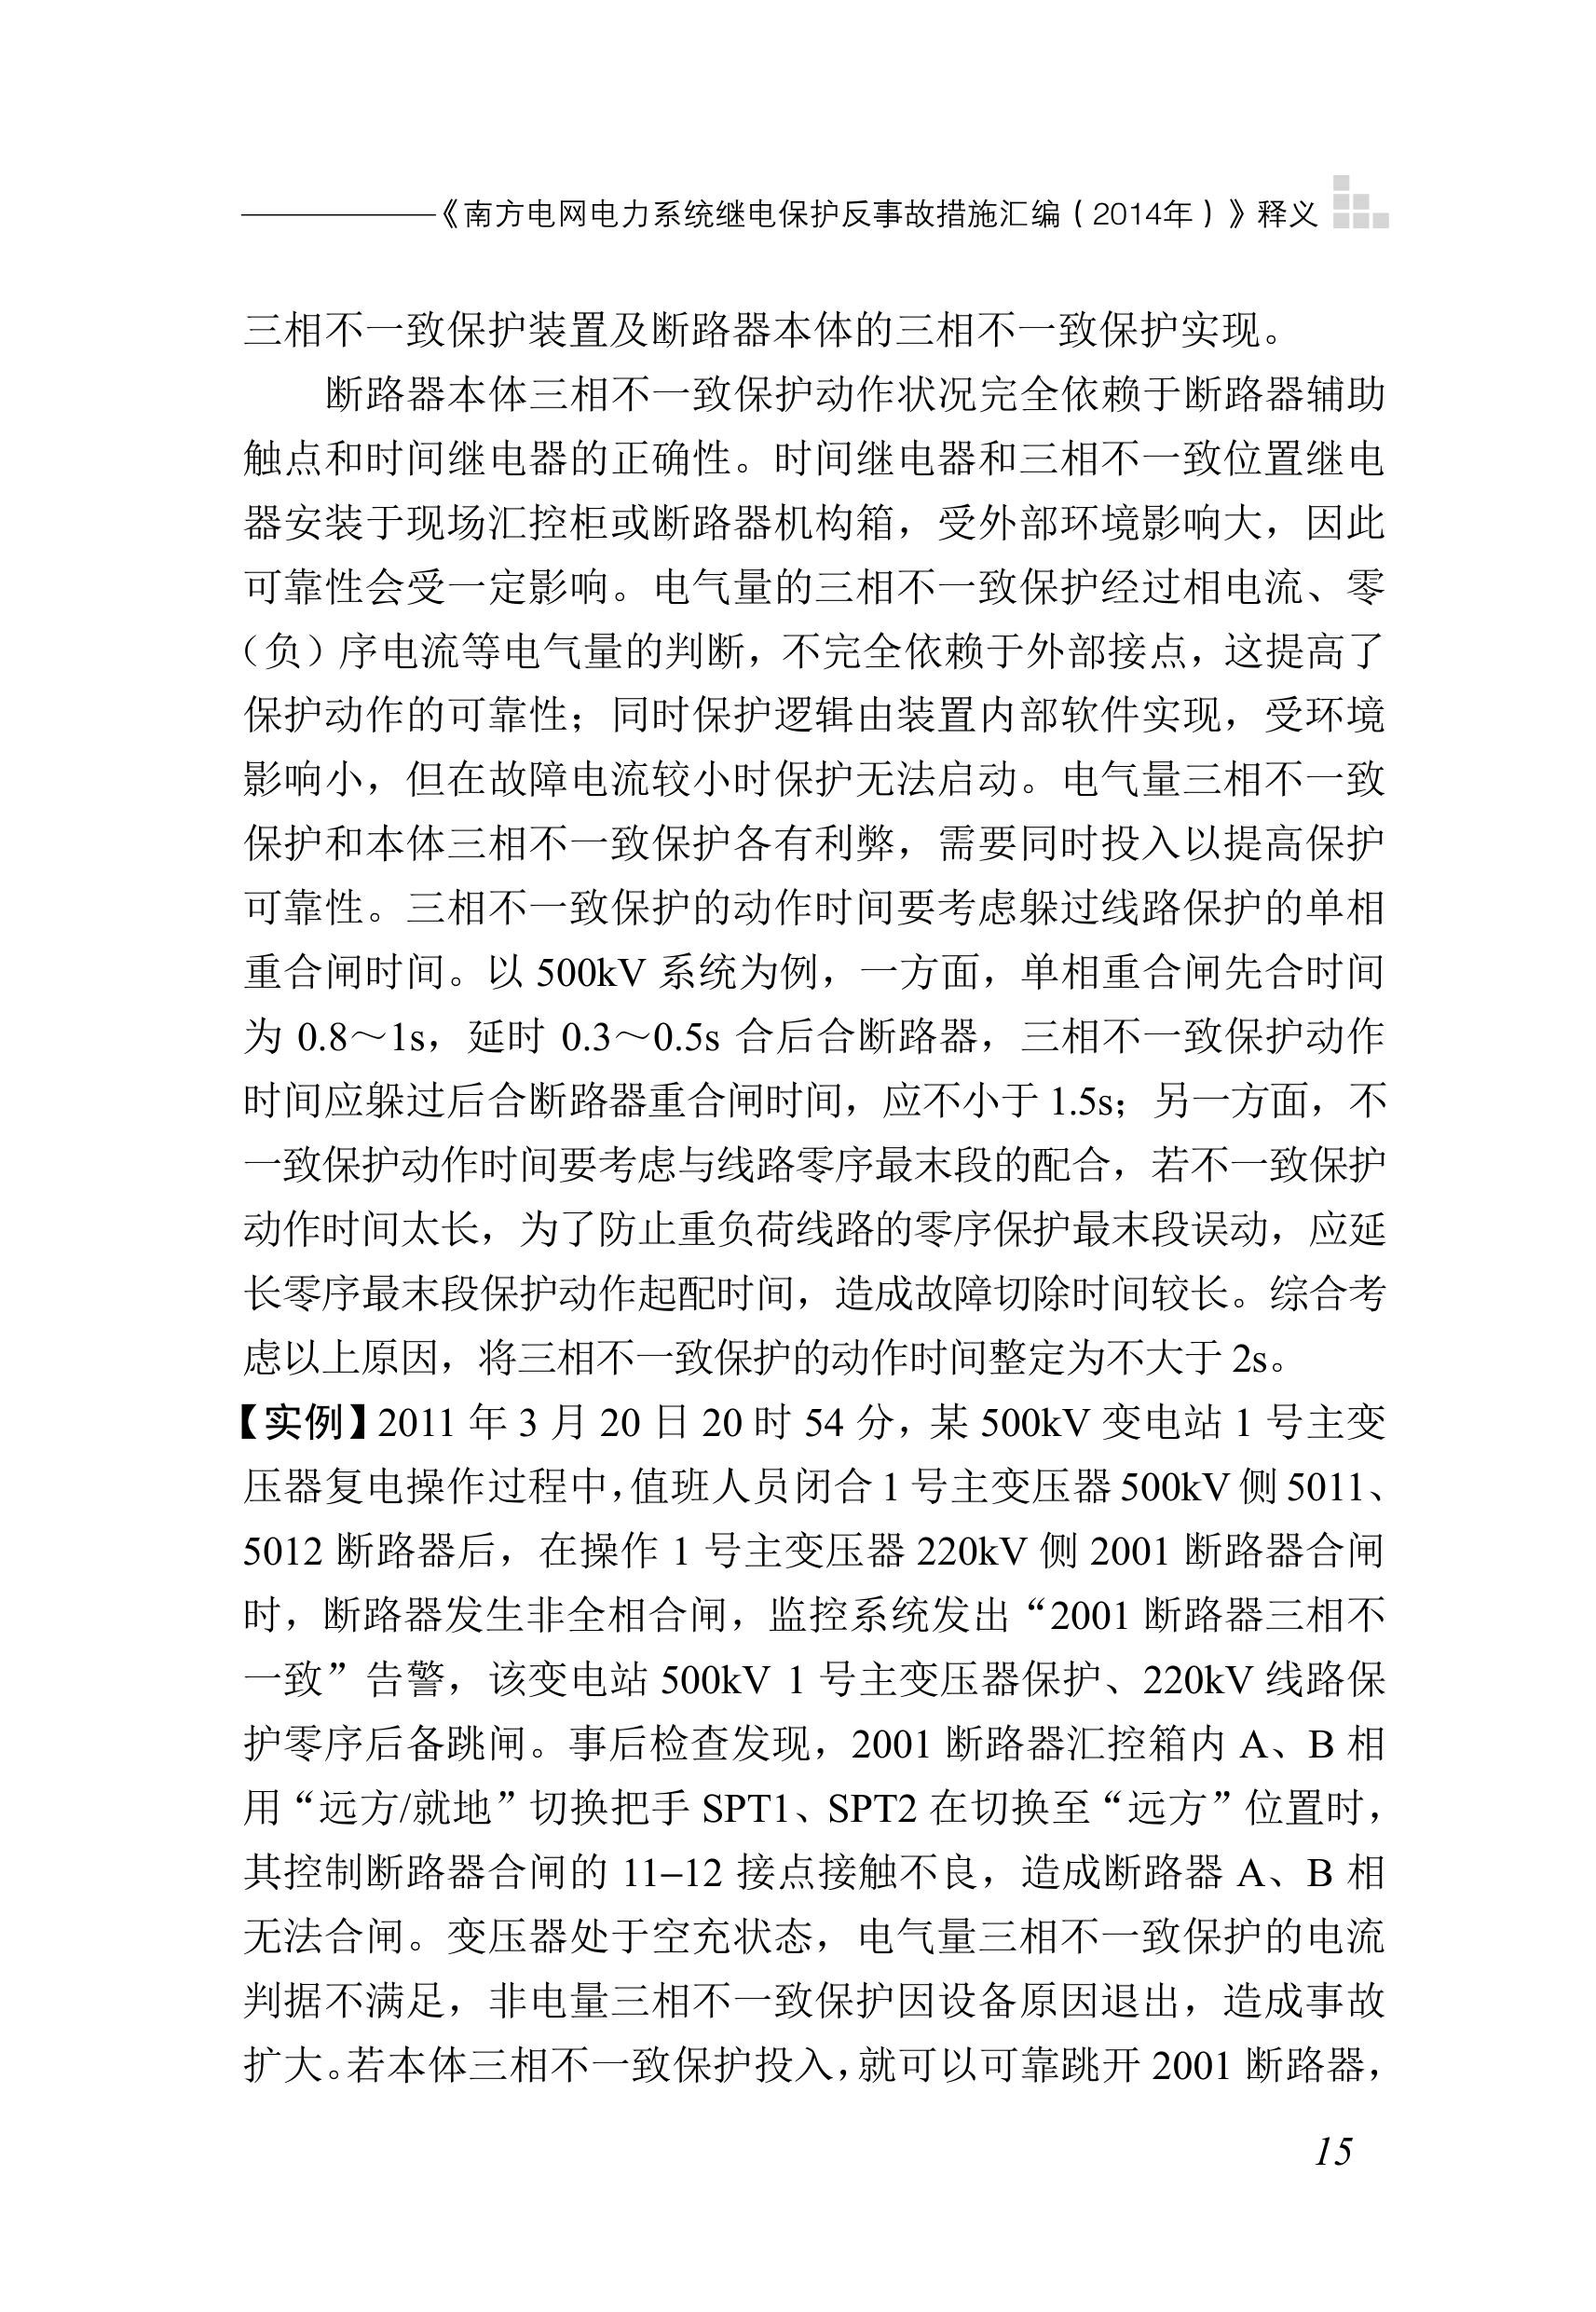 《南方电网电力系统继电保护反事故措施汇编（2014年）》释义
三相不一致保护装置及断路器本体的三相不一致保护实现。
断路器本体三相不一致保护动作状况完全依赖于断路器辅助
触点和时间继电器的正确性。时间继电器和三相不一致位置继电
器安装于现场汇控柜或断路器机构箱，受外部环境影响大，因此
可靠性会受一定影响。电气量的三相不一致保护经过相电流、零
（负）序电流等电气量的判断，不完全依赖于外部接点，这提高了
保护动作的可靠性；同时保护逻辑由装置内部软件实现，受环境
影响小，但在故障电流较小时保护无法启动。电气量三相不一致
保护和本体三相不一致保护各有利弊，需要同时投入以提高保护
可靠性。三相不一致保护的动作时间要考虑躲过线路保护的单相
重合闸时间。以 500kV 系统为例，一方面，单相重合闸先合时间
为 0.8～1s，延时 0.3～0.5s 合后合断路器，三相不一致保护动作
时间应躲过后合断路器重合闸时间，应不小于 1.5s；另一方面，不
一致保护动作时间要考虑与线路零序最末段的配合，若不一致保护
动作时间太长，为了防止重负荷线路的零序保护最末段误动，应延
长零序最末段保护动作起配时间，造成故障切除时间较长。综合考
虑以上原因，将三相不一致保护的动作时间整定为不大于 2s。
【实例】2011 年 3 月 20 日 20 时 54 分，某 500kV 变电站 1 号主变
压器复电操作过程中，值班人员闭合 1 号主变压器 500kV 侧 5011、
5012 断路器后，在操作 1 号主变压器 220kV 侧 2001 断路器合闸
时，断路器发生非全相合闸，监控系统发出“2001 断路器三相不
一致”告警，该变电站 500kV 1 号主变压器保护、220kV 线路保
护零序后备跳闸。事后检查发现，2001 断路器汇控箱内 A、B 相
用“远方/就地”切换把手 SPT1、SPT2 在切换至“远方”位置时，
其控制断路器合闸的 11–12 接点接触不良，造成断路器 A、B 相
无法合闸。变压器处于空充状态，电气量三相不一致保护的电流
判据不满足，非电量三相不一致保护因设备原因退出，造成事故
扩大。若本体三相不一致保护投入，就可以可靠跳开 2001 断路器，
15